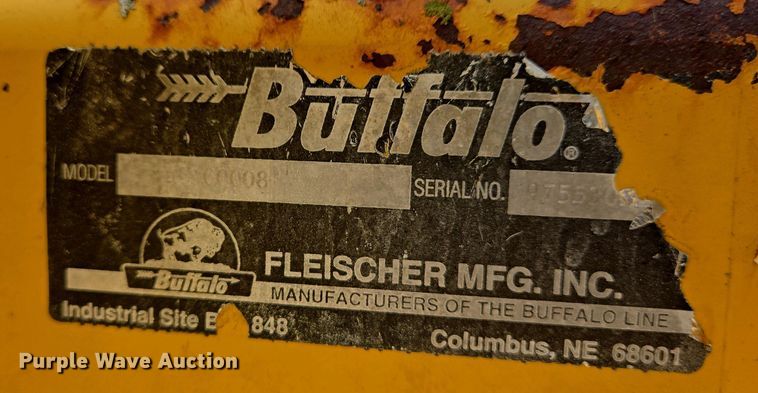 Buffalo®
MODEL C0008 SERIAL NO.
Buffalo
FLEISCHER MFG. INC.
MANUFACTURERS OF THE BUFFALO LINE
Industrial Site 848
Columbus, NE 68601
Purple Wave Auction